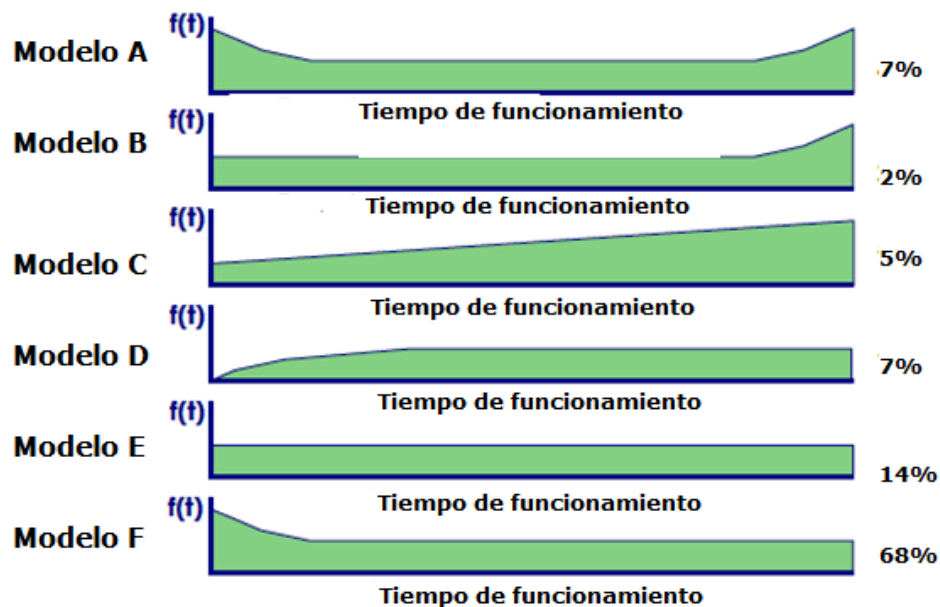 f(t)
Modelo A
7%
Tiempo de funcionamiento
f(t)
Modelo B
2%
Tiempo de funcionamiento
f(t)
Modelo C
5%
Tiempo de funcionamiento
f(t)
Modelo D
7%
Tiempo de funcionamiento
f(t)
Modelo E
14%
Tiempo de funcionamiento
f(t)
Modelo F
68%
Tiempo de funcionamiento